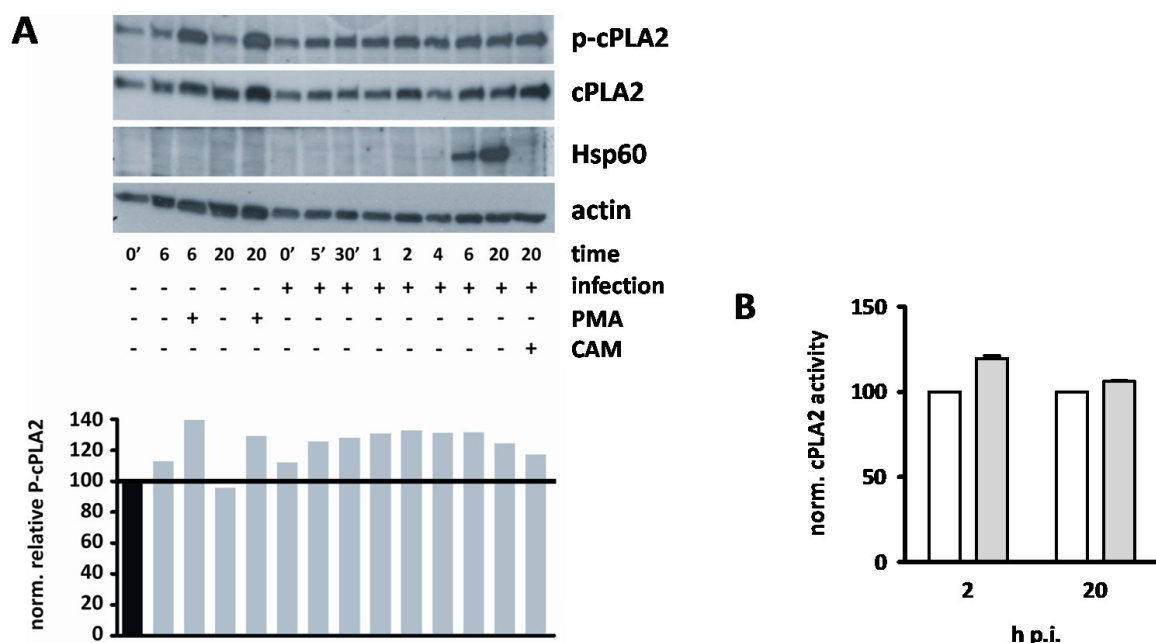 A
p-cPLA2
cPLA2
Hsp60
actin
0’ 6 6 20 20 0’ 5’ 30’ 1 2 4 6 20 20 time
- - - - - + + + + + + + + + infection
- - + - + - - - - - - - - - PMA
- - - - - - - - - - - - - + CAM
norm. relative P-cPLA2
140
120
100
80
60
40
20
0
B
norm. cPLA2 activity
150
100
50
0
2 20
h p.i.